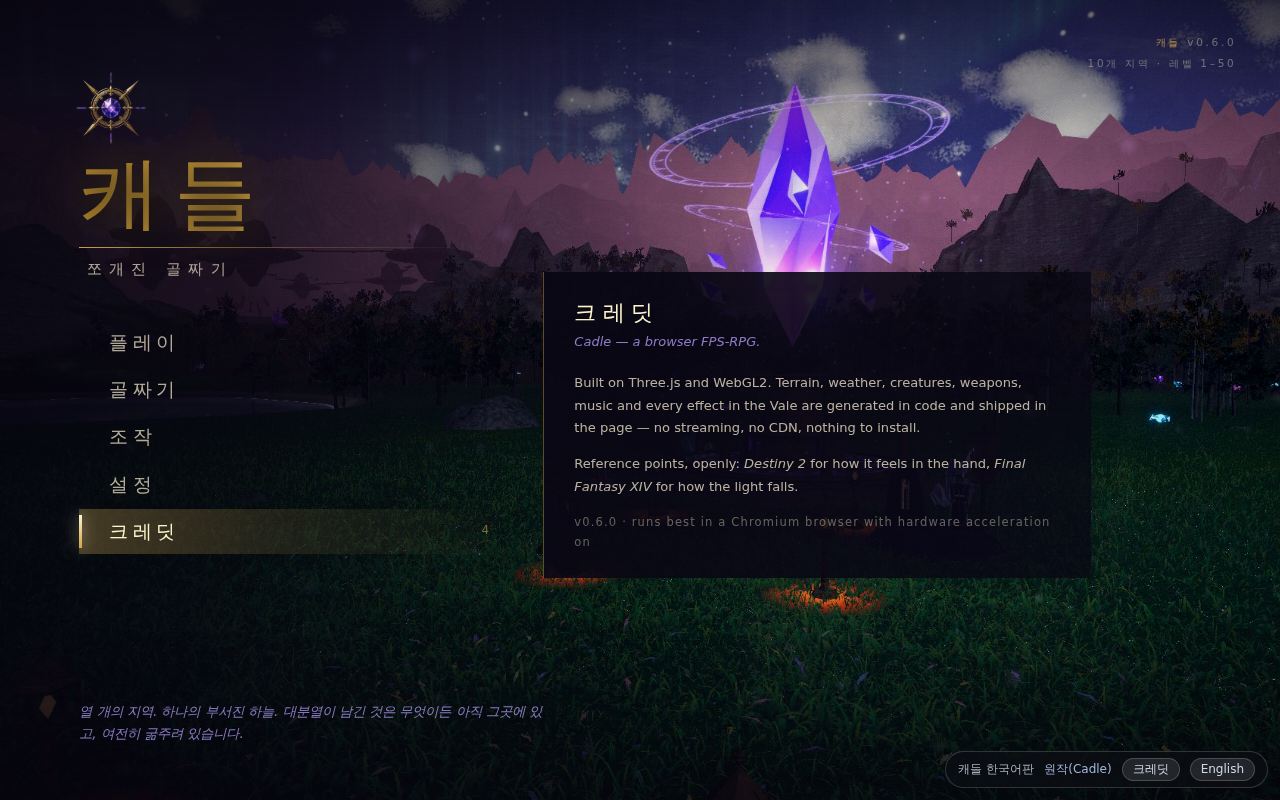 캐들 v0.6.0
10개 지역 · 레벨 1–50
캐들
쪼개진 골짜기
플레이
골짜기
조작
설정
크레딧 4
크레딧
Cadle — a browser FPS-RPG.
Built on Three.js and WebGL2. Terrain, weather, creatures, weapons,
music and every effect in the Vale are generated in code and shipped in
the page — no streaming, no CDN, nothing to install.
Reference points, openly: Destiny 2 for how it feels in the hand, Final
Fantasy XIV for how the light falls.
v0.6.0 · runs best in a Chromium browser with hardware acceleration
on
열 개의 지역. 하나의 부서진 하늘. 대분열이 남긴 것은 무엇이든 아직 그곳에 있
고, 여전히 굶주려 있습니다.
캐들 한국어판 원작(Cadle) 크레딧 English